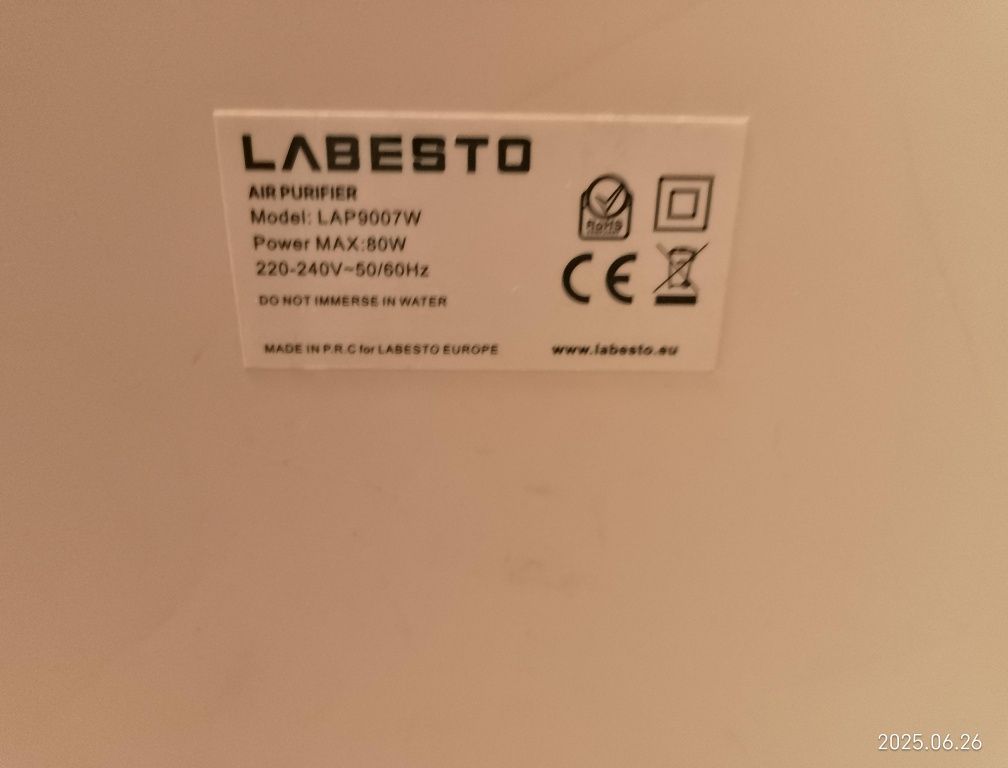 LABESTO
AIR PURIFIER
Model: LAP9007W
Power MAX:80W
220-240V~50/60Hz
DO NOT IMMERSE IN WATER
RoHS
CE
MADE IN P.R.C for LABESTO EUROPE
www.labesto.eu
2025.06.26